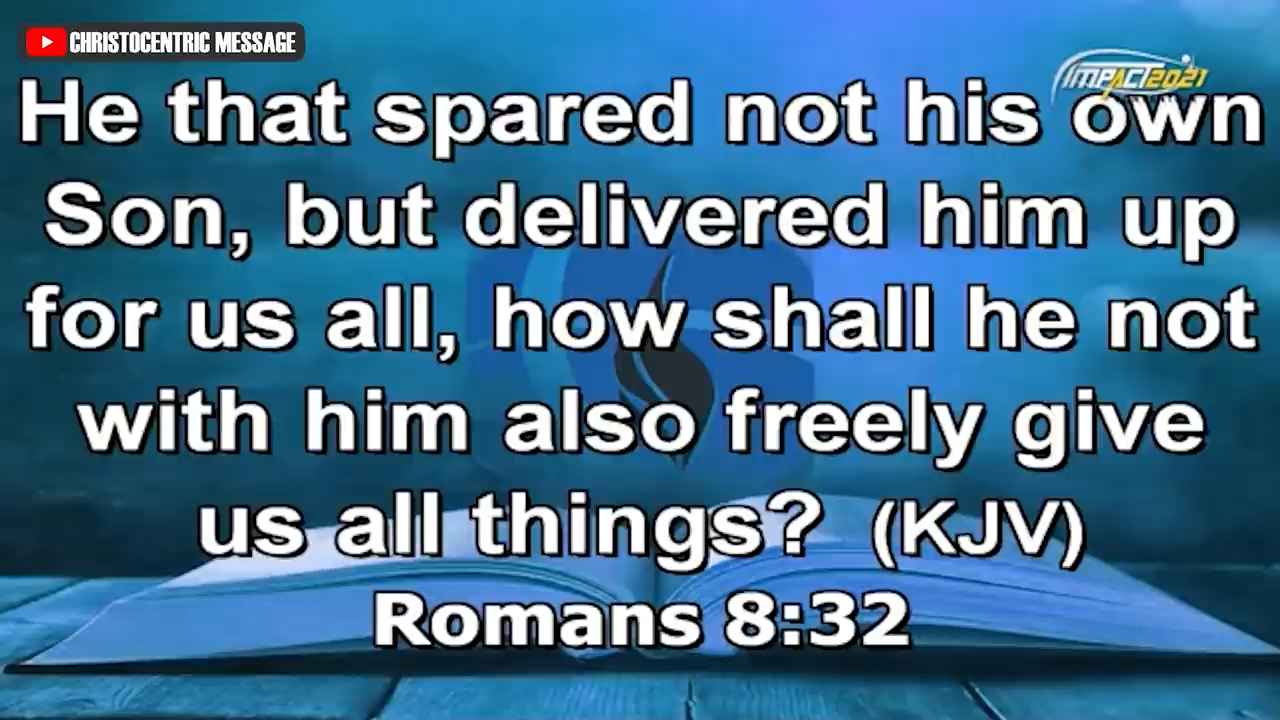 CHRISTOCENTRIC MESSAGE
IMPACT2021
He that spared not his own
Son, but delivered him up
for us all, how shall he not
with him also freely give
us all things? (KJV)
Romans 8:32